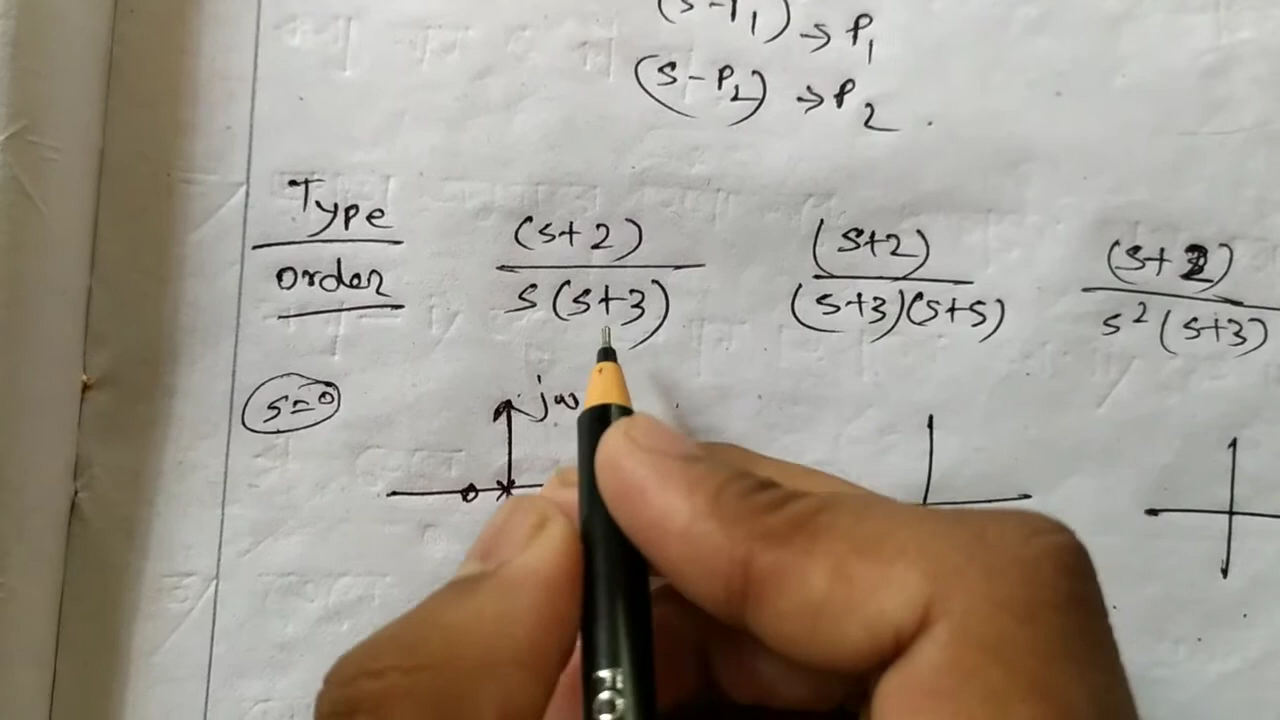 (s-P₁) → P₁
(s-P₂) → P₂ .
Type
order
(s+2)
s(s+3)
(s+2)
(s+3)(s+5)
(s+2)
s²(s+3)
s=0
jω